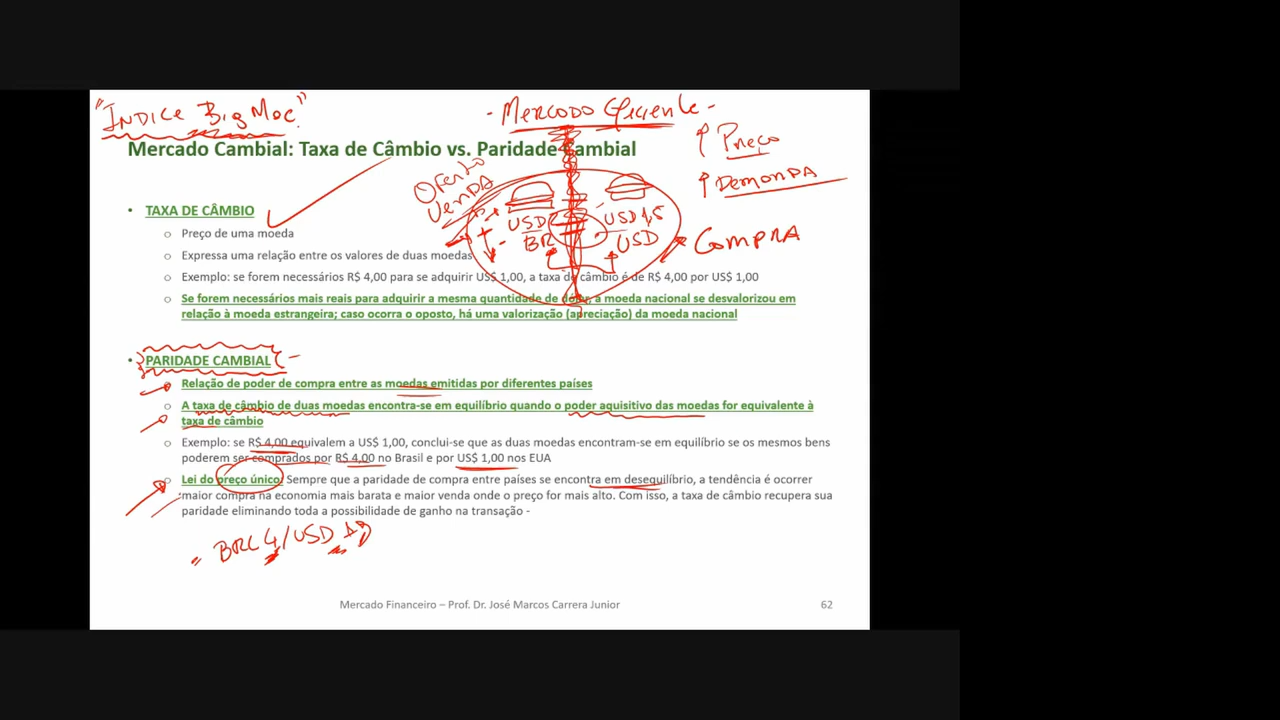 "ÍNDICE BIG MAC"
- MERCADO EFICIENTE -
↑ PREÇO
↑ DEMANDA
Mercado Cambial: Taxa de Câmbio vs. Paridade Cambial
OFERTA
VENDA
USD 2
USD 1,5
BR
USD
COMPRA
• TAXA DE CÂMBIO
○ Preço de uma moeda
○ Expressa uma relação entre os valores de duas moedas
○ Exemplo: se forem necessários R$ 4,00 para se adquirir US$ 1,00, a taxa de câmbio é de R$ 4,00 por US$ 1,00
○ Se forem necessários mais reais para adquirir a mesma quantidade de dólar, a moeda nacional se desvalorizou em
relação à moeda estrangeira; caso ocorra o oposto, há uma valorização (apreciação) da moeda nacional
• PARIDADE CAMBIAL
○ Relação de poder de compra entre as moedas emitidas por diferentes países
○ A taxa de câmbio de duas moedas encontra-se em equilíbrio quando o poder aquisitivo das moedas for equivalente à
taxa de câmbio
○ Exemplo: se R$ 4,00 equivalem a US$ 1,00, conclui-se que as duas moedas encontram-se em equilíbrio se os mesmos bens
poderem ser comprados por R$ 4,00 no Brasil e por US$ 1,00 nos EUA
○ Lei do preço único: Sempre que a paridade de compra entre países se encontra em desequilíbrio, a tendência é ocorrer
maior compra na economia mais barata e maior venda onde o preço for mais alto. Com isso, a taxa de câmbio recupera sua
paridade eliminando toda a possibilidade de ganho na transação -
" BRL 4/USD 1"
Mercado Financeiro – Prof. Dr. José Marcos Carrera Junior
62